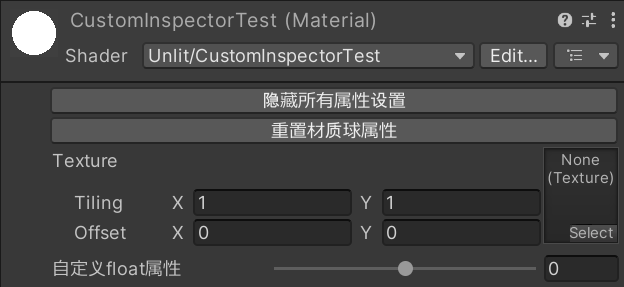 CustomInspectorTest (Material)
Shader Unlit/CustomInspectorTest Edit...
隐藏所有属性设置
重置材质球属性
Texture
None
(Texture)
Tiling X 1 Y 1
Offset X 0 Y 0
Select
自定义float属性 0